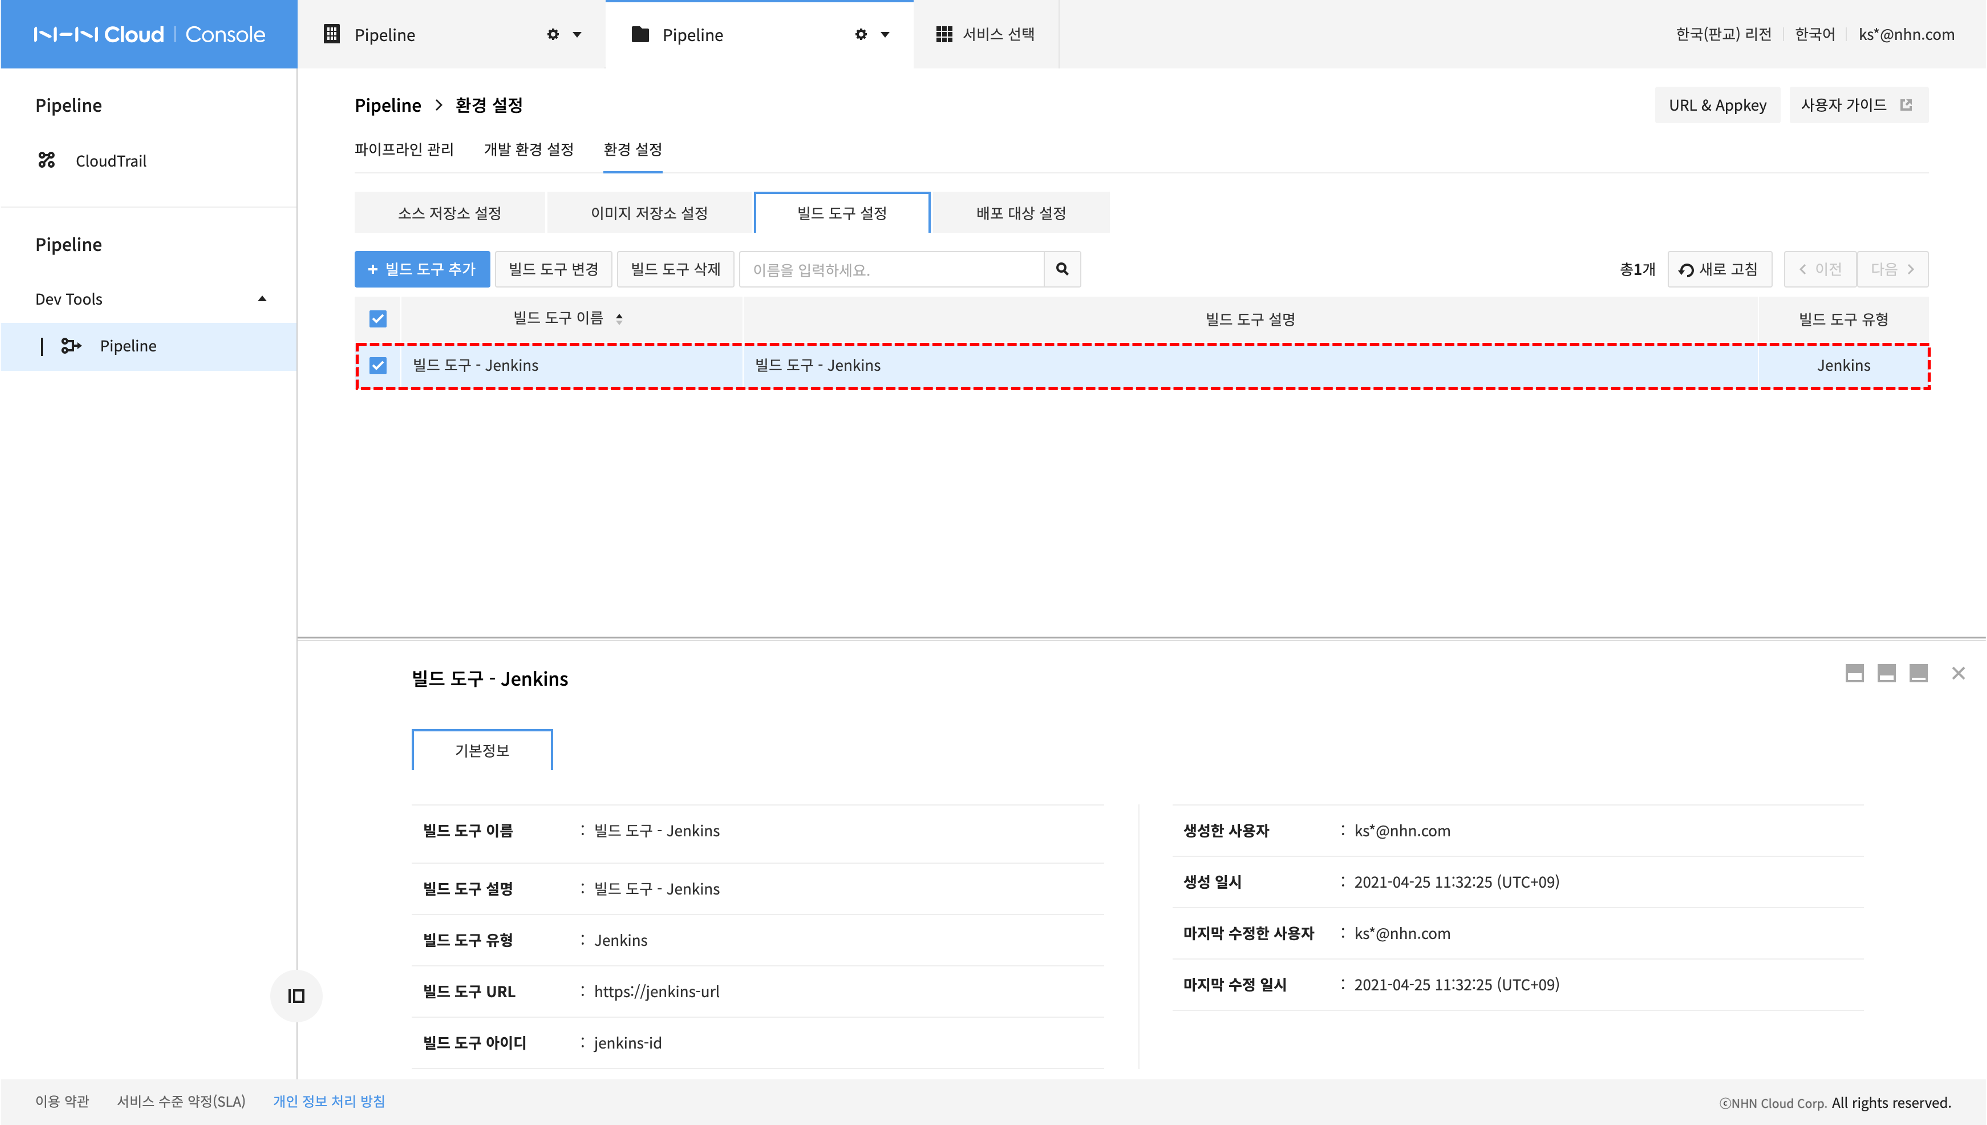 NHN Cloud | Console
Pipeline
Pipeline
서비스 선택
한국(판교) 리전
한국어
ks*@nhn.com
Pipeline
CloudTrail
Pipeline
Dev Tools
Pipeline
Pipeline > 환경 설정
URL & Appkey
사용자 가이드
파이프라인 관리
개발 환경 설정
환경 설정
소스 저장소 설정
이미지 저장소 설정
빌드 도구 설정
배포 대상 설정
+ 빌드 도구 추가
빌드 도구 변경
빌드 도구 삭제
이름을 입력하세요.
총1개
새로 고침
< 이전
다음 >
빌드 도구 이름
빌드 도구 설명
빌드 도구 유형
빌드 도구 - Jenkins
빌드 도구 - Jenkins
Jenkins
빌드 도구 - Jenkins
기본정보
빌드 도구 이름 : 빌드 도구 - Jenkins
빌드 도구 설명 : 빌드 도구 - Jenkins
빌드 도구 유형 : Jenkins
빌드 도구 URL : https://jenkins-url
빌드 도구 아이디 : jenkins-id
생성한 사용자 : ks*@nhn.com
생성 일시 : 2021-04-25 11:32:25 (UTC+09)
마지막 수정한 사용자 : ks*@nhn.com
마지막 수정 일시 : 2021-04-25 11:32:25 (UTC+09)
이용 약관
서비스 수준 약정(SLA)
개인 정보 처리 방침
ⓒNHN Cloud Corp. All rights reserved.